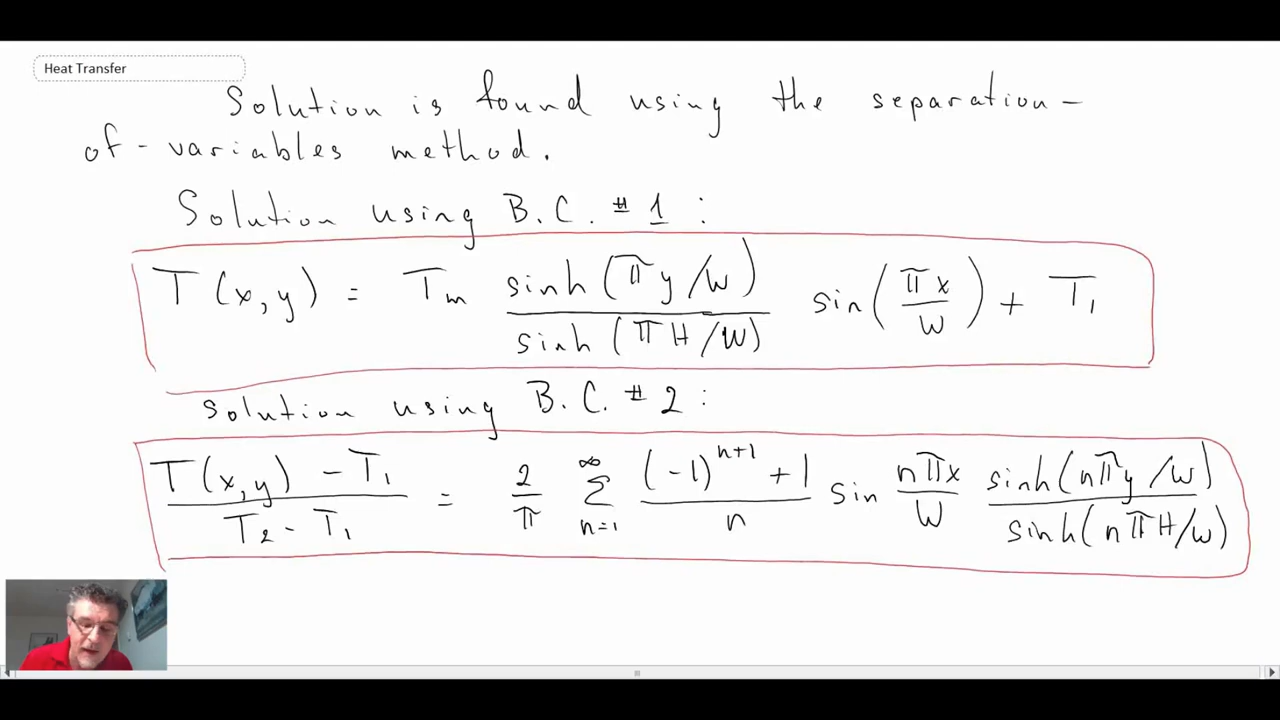 Heat Transfer
Solution is found using the separation-
of-variables method.
Solution using B.C. # 1 :
T(x,y) = Tm sinh(πy/W) / sinh(πH/W) sin(πx/W) + T₁
solution using B.C. # 2 :
(T(x,y) - T₁) / (T₂ - T₁) = 2/π ∑_{n=1}^{∞} ((-1)^{n+1} + 1)/n sin nπx/W sinh(nπy/W) / sinh(nπH/W)